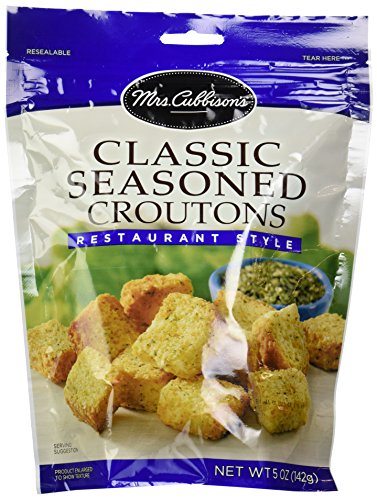 RESEALABLE
TEAR HERE
Mrs. Cubbison's
CLASSIC
SEASONED
CROUTONS
RESTAURANT STYLE
SERVING
SUGGESTION
PRODUCT ENLARGED
TO SHOW TEXTURE
NET WT 5 OZ (142g)